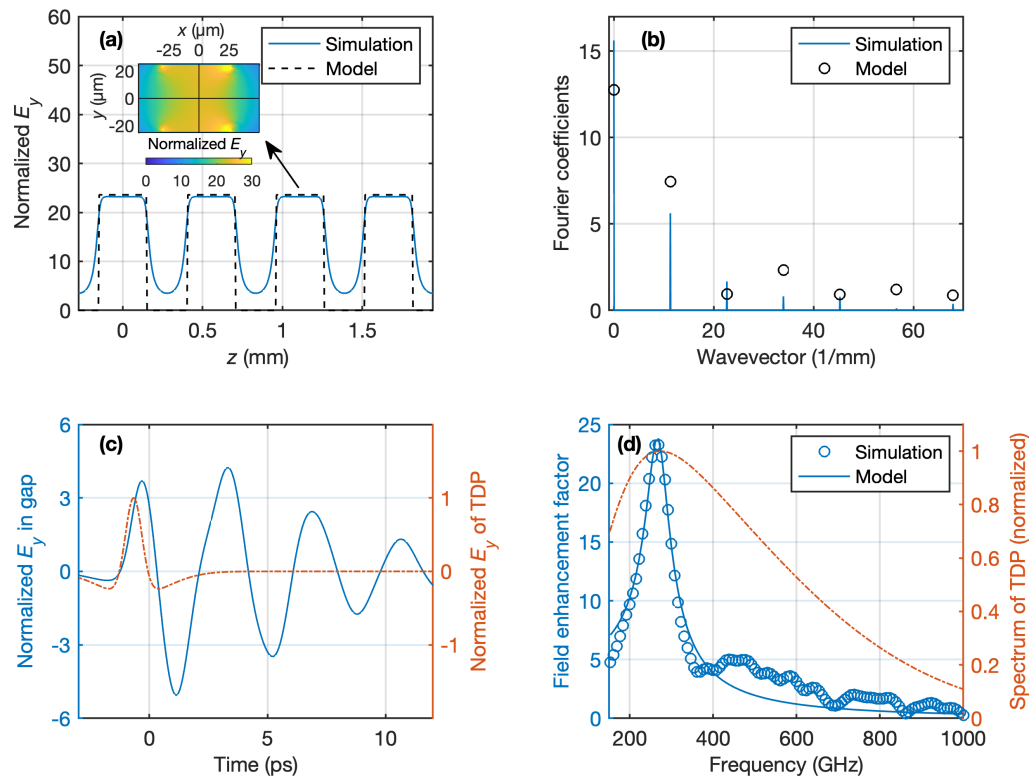 (a)
x (µm)
-25 0 25
20
0
-20
y (µm)
Normalized Ey
0 10 20 30
Simulation
Model
60
50
40
30
20
10
0
Normalized Ey
0 0.5 1 1.5
z (mm)
(b)
Simulation
Model
15
10
5
0
Fourier coefficients
0 20 40 60
Wavevector (1/mm)
(c)
6
3
0
-3
-6
Normalized Ey in gap
1
0
-1
Normalized Ey of TDP
0 5 10
Time (ps)
(d)
Simulation
Model
25
20
15
10
5
0
Field enhancement factor
1
0.8
0.6
0.4
0.2
0
Spectrum of TDP (normalized)
200 400 600 800 1000
Frequency (GHz)